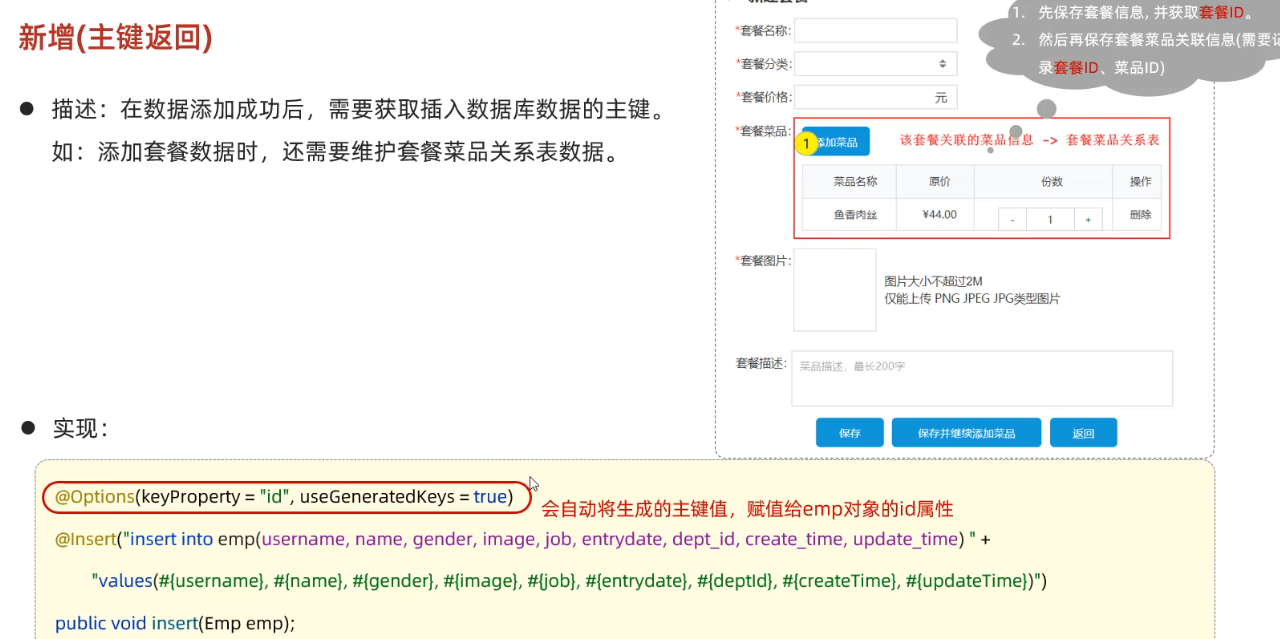 新增(主键返回)
● 描述：在数据添加成功后，需要获取插入数据库数据的主键。
如：添加套餐数据时，还需要维护套餐菜品关系表数据。
1. 先保存套餐信息, 并获取套餐ID。
2. 然后再保存套餐菜品关联信息(需要记
录套餐ID、菜品ID)
*套餐名称:
*套餐分类:
*套餐价格: 元
*套餐菜品:
1 添加菜品 该套餐关联的菜品信息 -> 套餐菜品关系表
菜品名称 原价 份数 操作
鱼香肉丝 ¥44.00 - 1 + 删除
*套餐图片:
图片大小不超过2M
仅能上传 PNG JPEG JPG类型图片
套餐描述: 菜品描述，最长200字
保存 保存并继续添加菜品 返回
● 实现：
@Options(keyProperty = "id", useGeneratedKeys = true)
会自动将生成的主键值，赋值给emp对象的id属性
@Insert("insert into emp(username, name, gender, image, job, entrydate, dept_id, create_time, update_time) " +
"values(#{username}, #{name}, #{gender}, #{image}, #{job}, #{entrydate}, #{deptId}, #{createTime}, #{updateTime})")
public void insert(Emp emp);